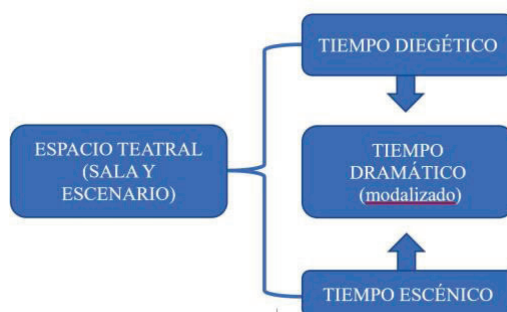 TIEMPO DIEGÉTICO
ESPACIO TEATRAL
(SALA Y
ESCENARIO)
TIEMPO
DRAMÁTICO
(modalizado)
TIEMPO ESCÉNICO